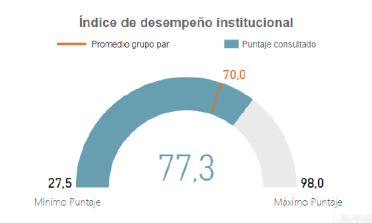 Índice de desempeño institucional
Promedio grupo par Puntaje consultado
70,0
77,3
27,5 98,0
Mínimo Puntaje Máximo Puntaje